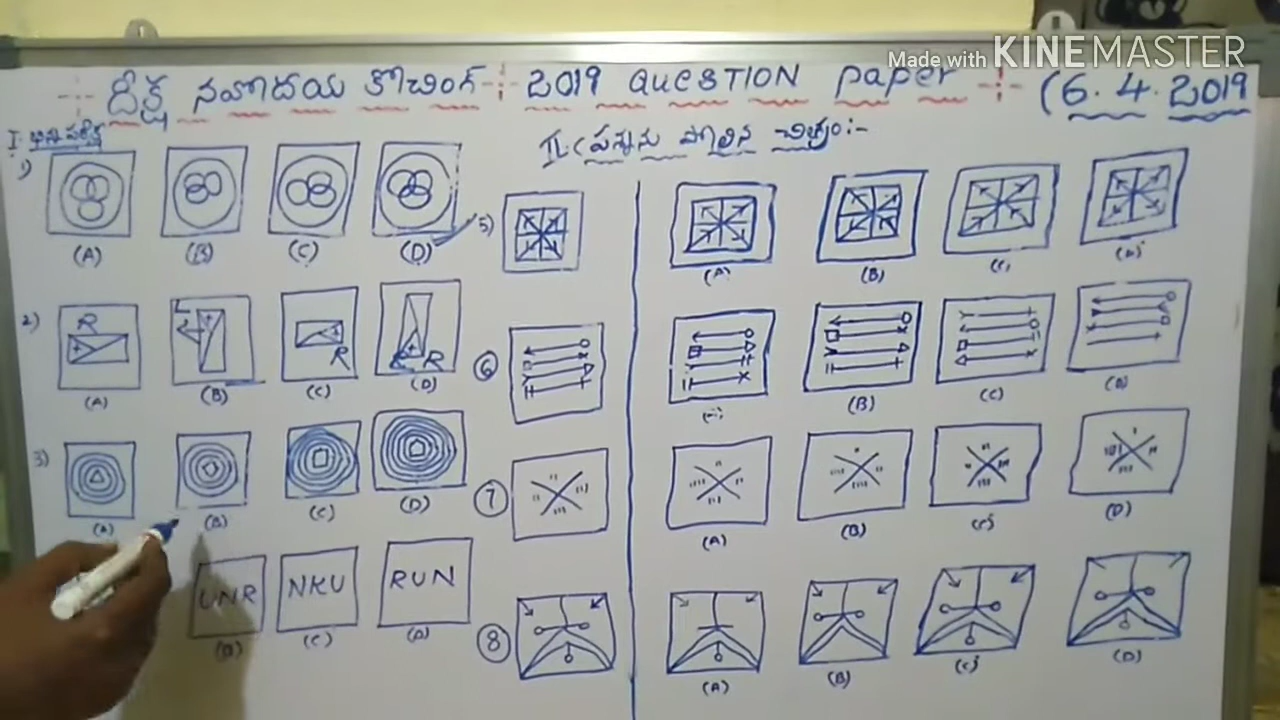 Made with KINEMASTER
దీక్ష నవోదయ కోచింగ్ 2019 QUESTION Paper (6.4.2019
I. భిన్న పరీక్ష
II. ప్రశ్నను పోలిన చిత్రం:-
1)
(A) (B) (C) (D)
5)
(A) (B) (C) (D)
2) R L R R
(A) (B) (C) (D)
6
(B) (C) (D)
3)
(A) (B) (C) (D)
7
(A) (B) (C) (D)
UNR NKU RUN
(B) (C) (D)
8
(A) (B) (C) (D)